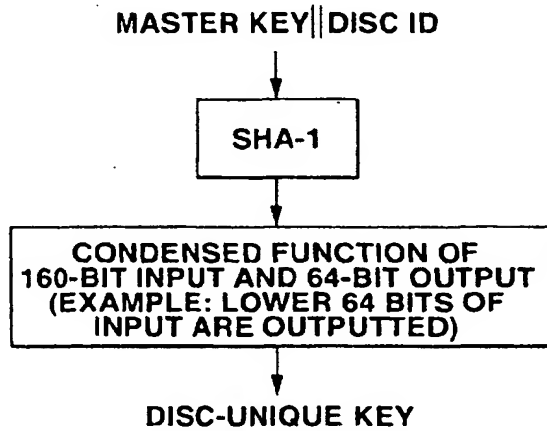 MASTER KEY||DISC ID
SHA-1
CONDENSED FUNCTION OF
160-BIT INPUT AND 64-BIT OUTPUT
(EXAMPLE: LOWER 64 BITS OF
INPUT ARE OUTPUTTED)
DISC-UNIQUE KEY